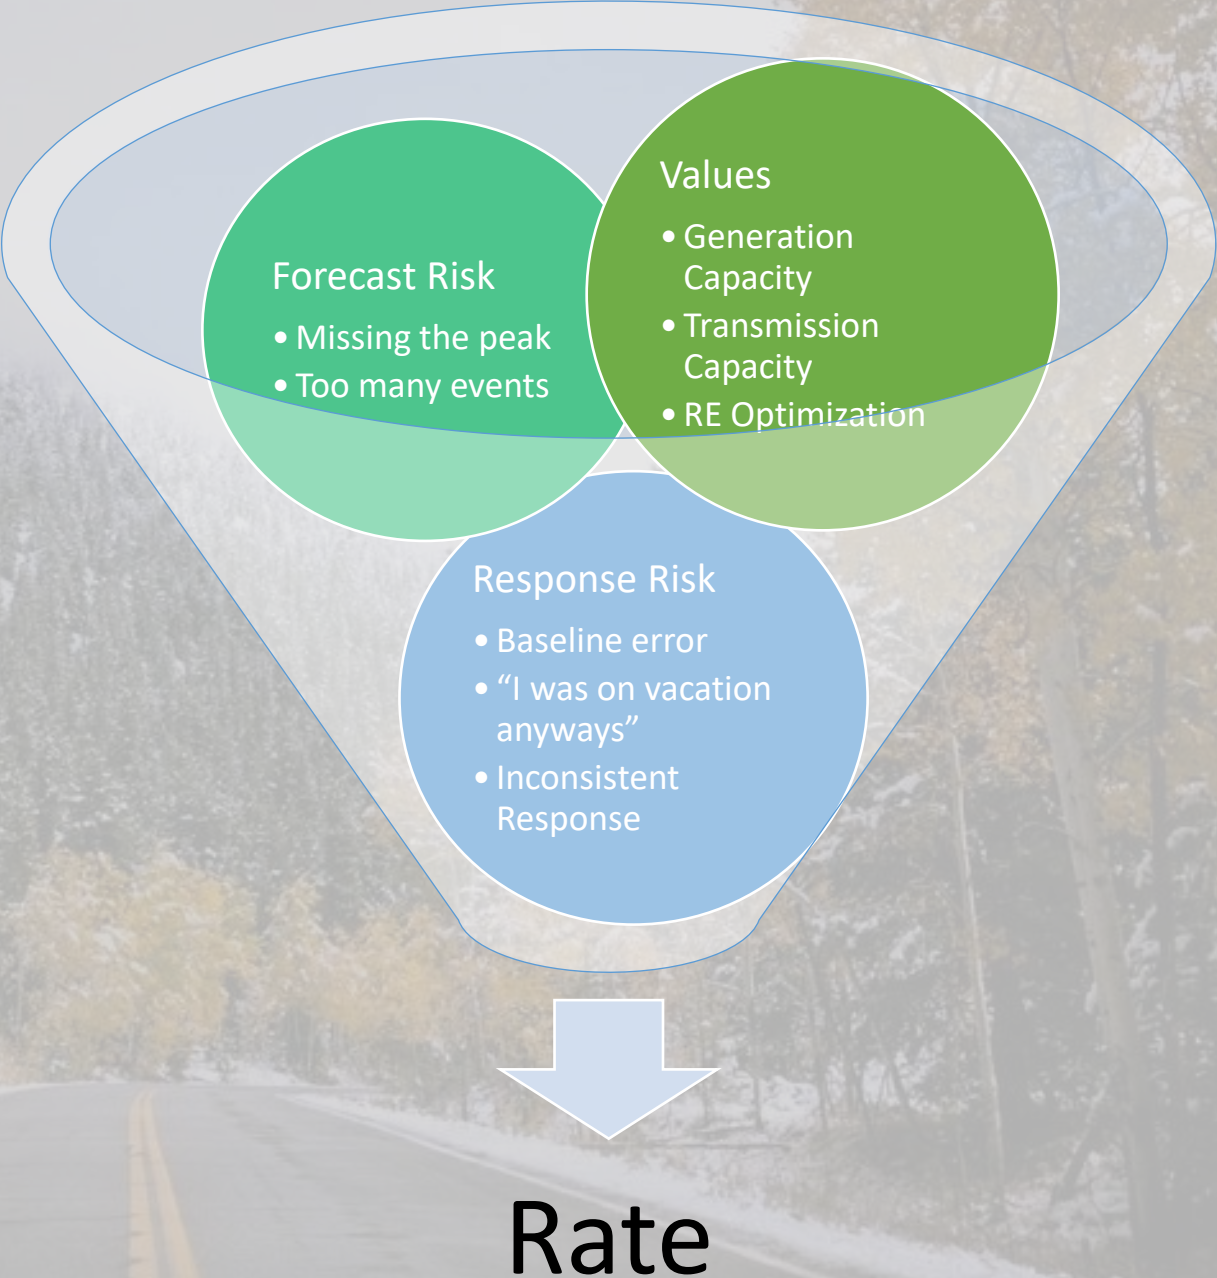 Values
• Generation
Capacity
• Transmission
Capacity
• RE Optimization
Forecast Risk
• Missing the peak
• Too many events
Response Risk
• Baseline error
• “I was on vacation
anyways”
• Inconsistent
Response
Rate